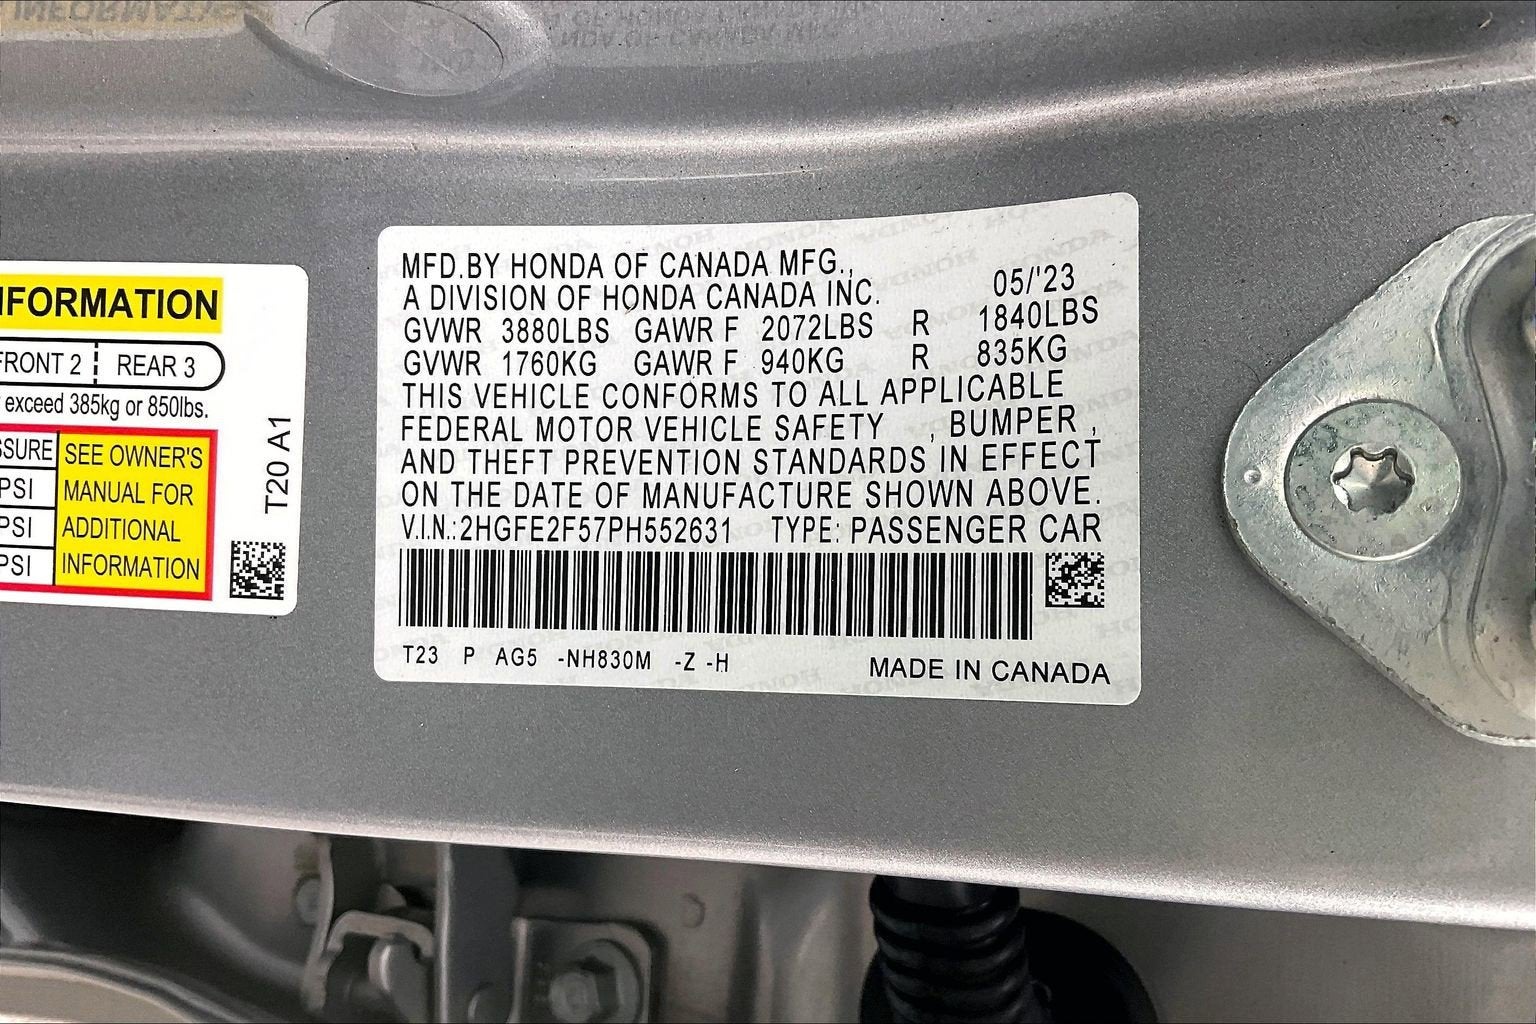 INFORMATION
FRONT 2 REAR 3
exceed 385kg or 850lbs.
SEE OWNER'S
PSI MANUAL FOR
PSI ADDITIONAL
PSI INFORMATION
T20 A1
MFD.BY HONDA OF CANADA MFG.,
A DIVISION OF HONDA CANADA INC. 05/'23
GVWR 3880LBS GAWR F 2072LBS R 1840LBS
GVWR 1760KG GAWR F 940KG R 835KG
THIS VEHICLE CONFORMS TO ALL APPLICABLE
FEDERAL MOTOR VEHICLE SAFETY , BUMPER ,
AND THEFT PREVENTION STANDARDS IN EFFECT
ON THE DATE OF MANUFACTURE SHOWN ABOVE.
V.I.N.:2HGFE2F57PH552631 TYPE: PASSENGER CAR
T23 P AG5 -NH830M -Z -H
MADE IN CANADA